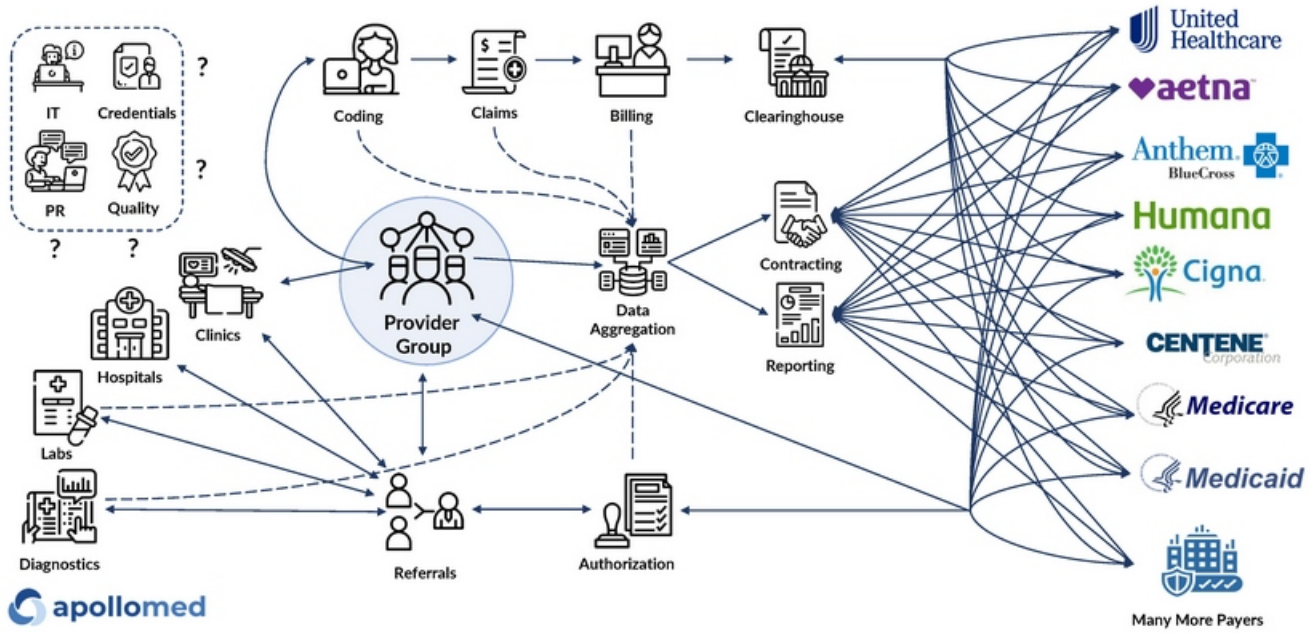 IT
Credentials
?
PR
Quality
?
?
?
Coding
Claims
$
Billing
Clearinghouse
Clinics
Hospitals
Labs
Diagnostics
Provider
Group
Data
Aggregation
Contracting
Reporting
Referrals
Authorization
United
Healthcare
aetna™
Anthem®
BlueCross
Humana
Cigna
CENTENE®
Corporation
Medicare
Medicaid
Many More Payers
apollomed